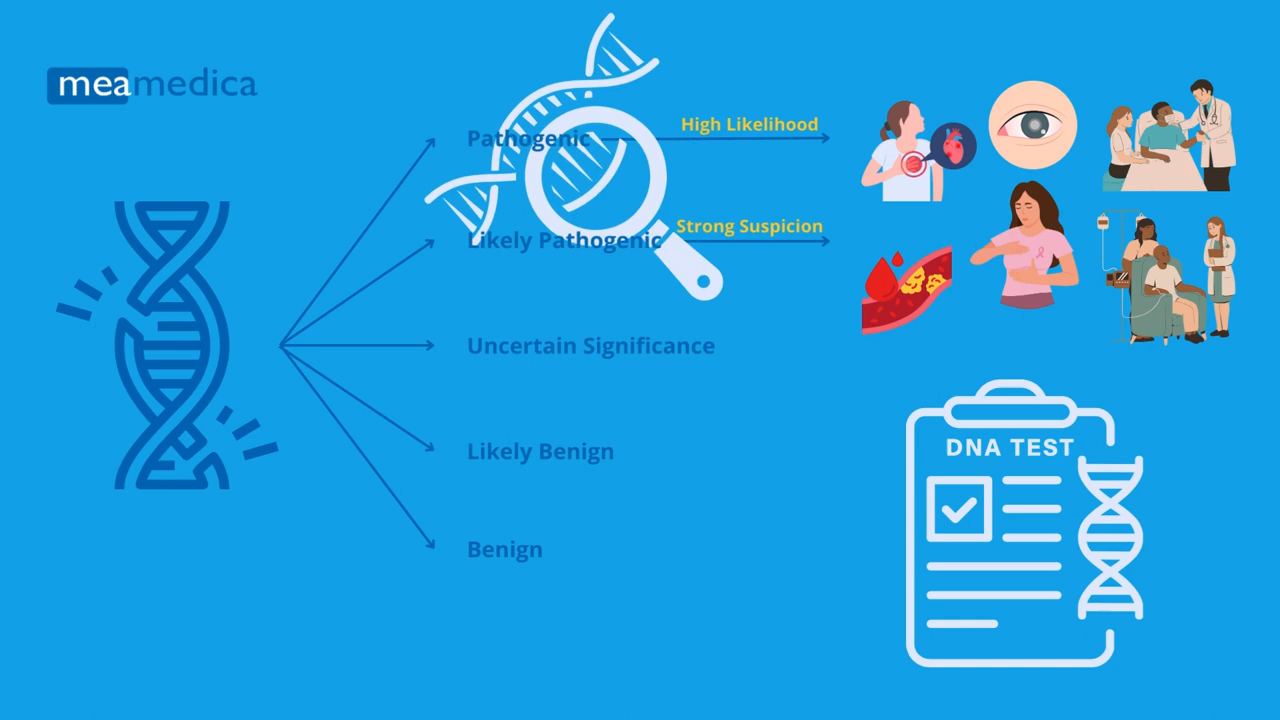 meamedica
Pathogenic
High Likelihood
Likely Pathogenic
Strong Suspicion
Uncertain Significance
Likely Benign
Benign
DNA TEST